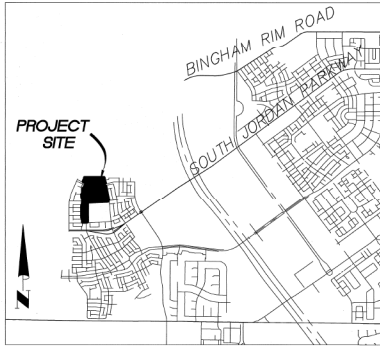 BINGHAM RIM ROAD
SOUTH JORDAN PARKWAY
PROJECT
SITE
N